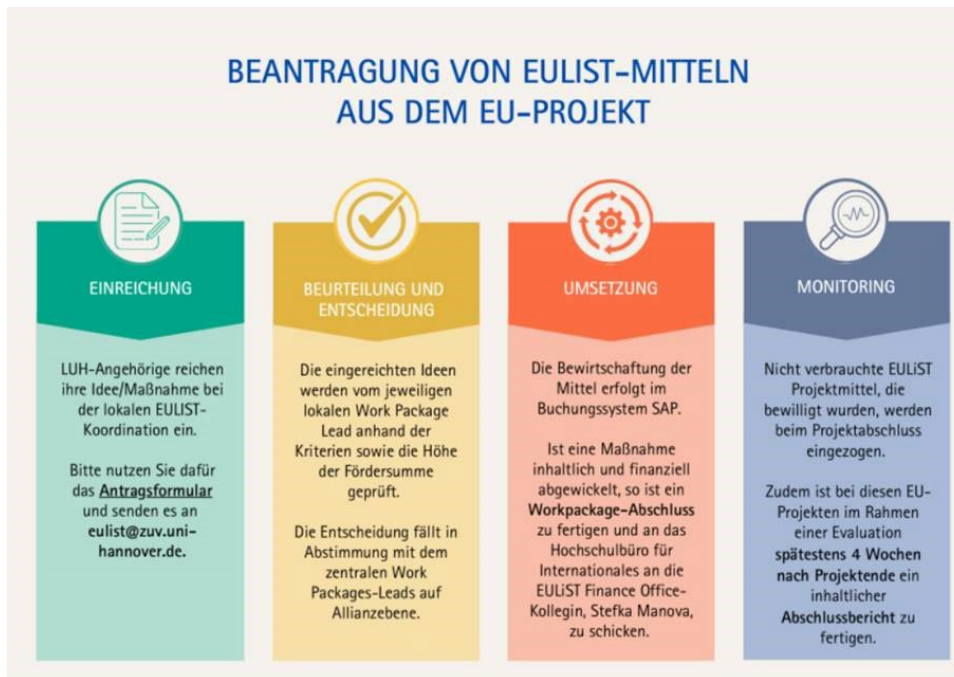 BEANTRAGUNG VON EULIST-MITTELN
AUS DEM EU-PROJEKT
EINREICHUNG
LUH-Angehörige reichen
ihre Idee/Maßnahme bei
der lokalen EULIST-
Koordination ein.
Bitte nutzen Sie dafür
das Antragsformular
und senden es an
eulist@zuv.uni-
hannover.de.
BEURTEILUNG UND
ENTSCHEIDUNG
Die eingereichten Ideen
werden vom jeweiligen
lokalen Work Package
Lead anhand der
Kriterien sowie die Höhe
der Fördersumme
geprüft.
Die Entscheidung fällt in
Abstimmung mit dem
zentralen Work
Packages-Leads auf
Allianzebene.
UMSETZUNG
Die Bewirtschaftung der
Mittel erfolgt im
Buchungssystem SAP.
Ist eine Maßnahme
inhaltlich und finanziell
abgewickelt, so ist ein
Workpackage-Abschluss
zu fertigen und an das
Hochschulbüro für
Internationales an die
EULiST Finance Office-
Kollegin, Stefka Manova,
zu schicken.
MONITORING
Nicht verbrauchte EULiST
Projektmittel, die
bewilligt wurden, werden
beim Projektabschluss
eingezogen.
Zudem ist bei diesen EU-
Projekten im Rahmen
einer Evaluation
spätestens 4 Wochen
nach Projektende ein
inhaltlicher
Abschlussbericht zu
fertigen.